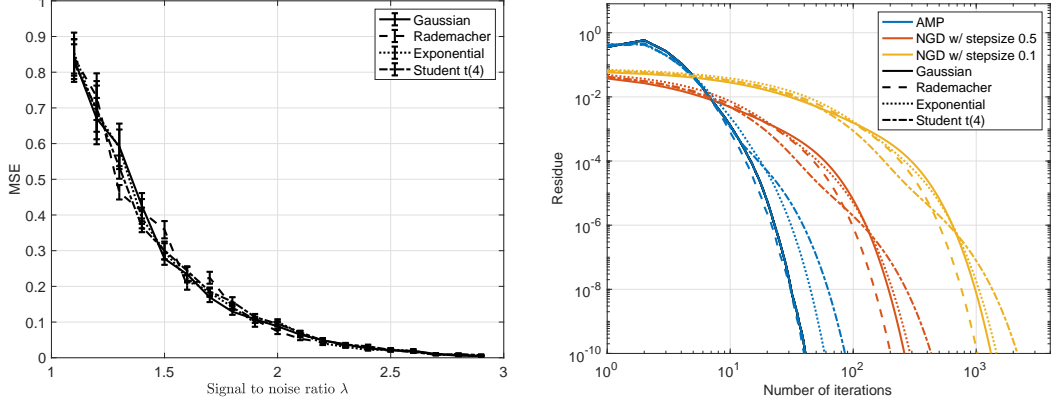 MSE
1
0.9
0.8
0.7
0.6
0.5
0.4
0.3
0.2
0.1
0
1
1.5
2
2.5
3
Signal to noise ratio λ
Gaussian
Rademacher
Exponential
Student t(4)
Residue
10^0
10^-2
10^-4
10^-6
10^-8
10^-10
10^0
10^1
10^2
10^3
Number of iterations
AMP
NGD w/ stepsize 0.5
NGD w/ stepsize 0.1
Gaussian
Rademacher
Exponential
Student t(4)